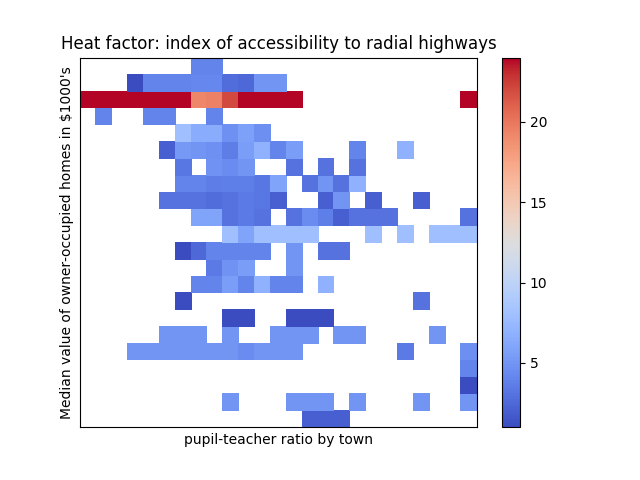 Heat factor: index of accessibility to radial highways
Median value of owner-occupied homes in $1000's
20
15
10
5
pupil-teacher ratio by town